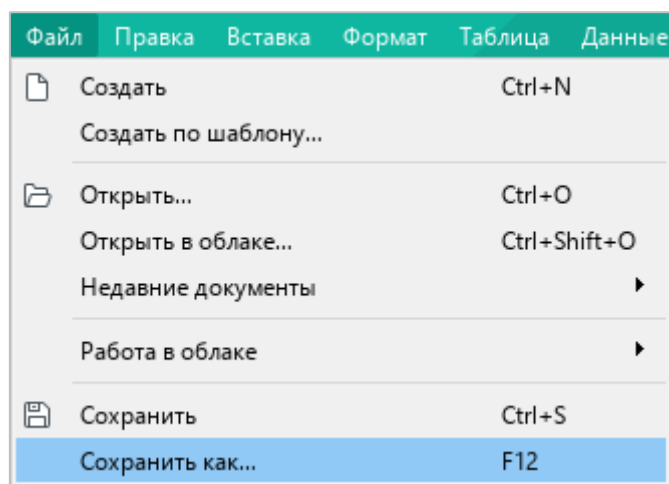 Файл Правка Вставка Формат Таблица Данные
Создать Ctrl+N
Создать по шаблону...
Открыть... Ctrl+O
Открыть в облаке... Ctrl+Shift+O
Недавние документы
Работа в облаке
Сохранить Ctrl+S
Сохранить как... F12